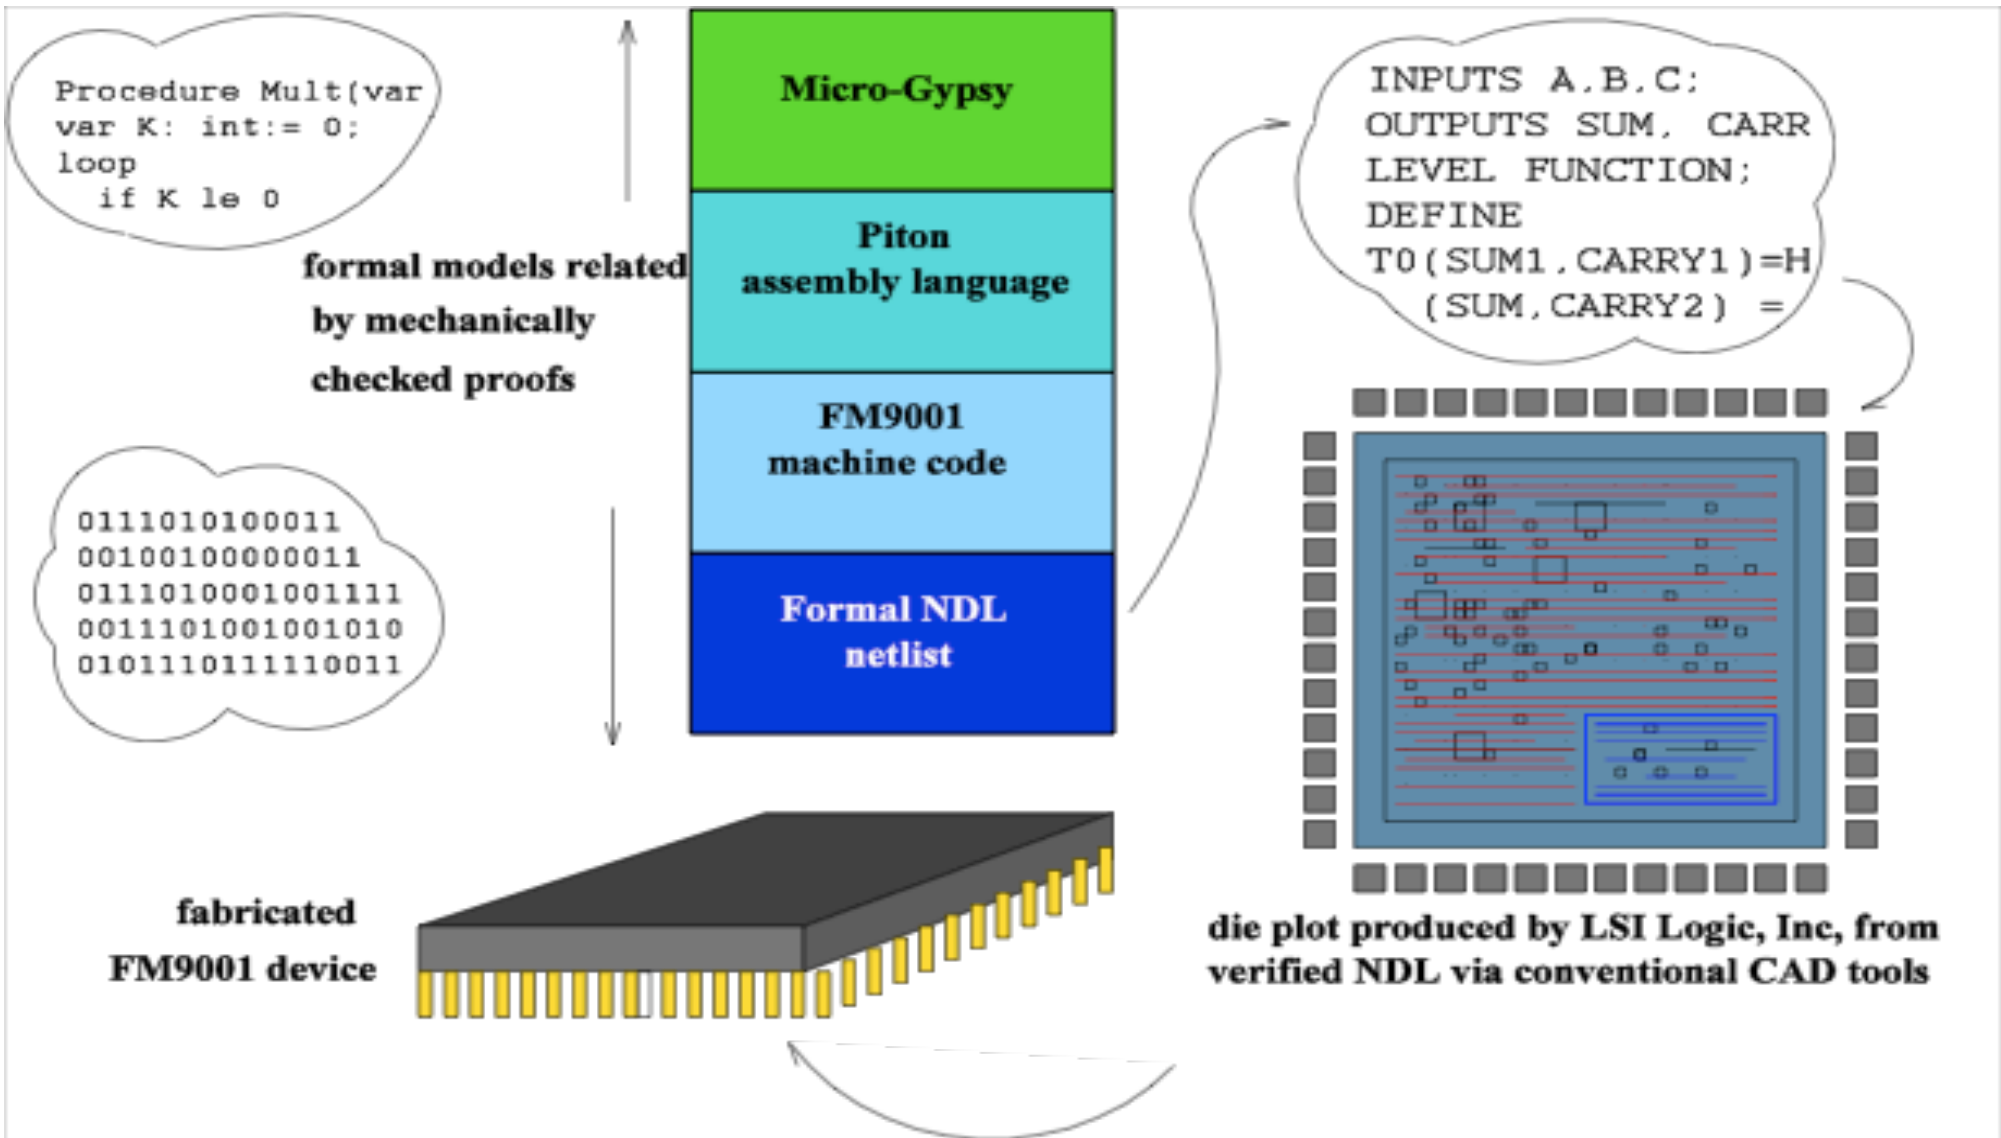 Procedure Mult(var
var K: int:= 0;
loop
if K le 0
formal models related
by mechanically
checked proofs
0111010100011
00100100000011
0111010001001111
0011101001001010
0101110111110011
Micro-Gypsy
Piton
assembly language
FM9001
machine code
Formal NDL
netlist
INPUTS A,B,C;
OUTPUTS SUM, CARR
LEVEL FUNCTION;
DEFINE
T0(SUM1,CARRY1)=H
(SUM,CARRY2) =
fabricated
FM9001 device
die plot produced by LSI Logic, Inc, from
verified NDL via conventional CAD tools